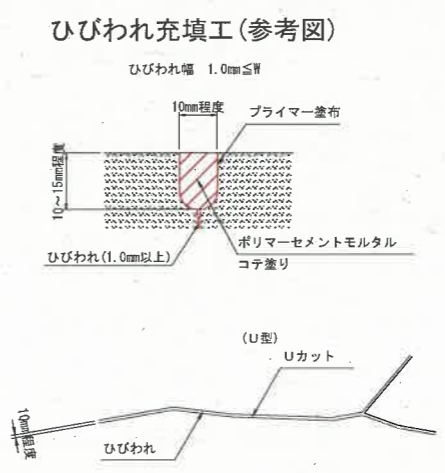 ひびわれ充填工(参考図)
ひびわれ幅 1.0mm≦W
10mm程度
プライマー塗布
10～15mm程度
ポリマーセメントモルタル
コテ塗り
ひびわれ(1.0mm以上)
(U型)
Uカット
10mm程度
ひびわれ